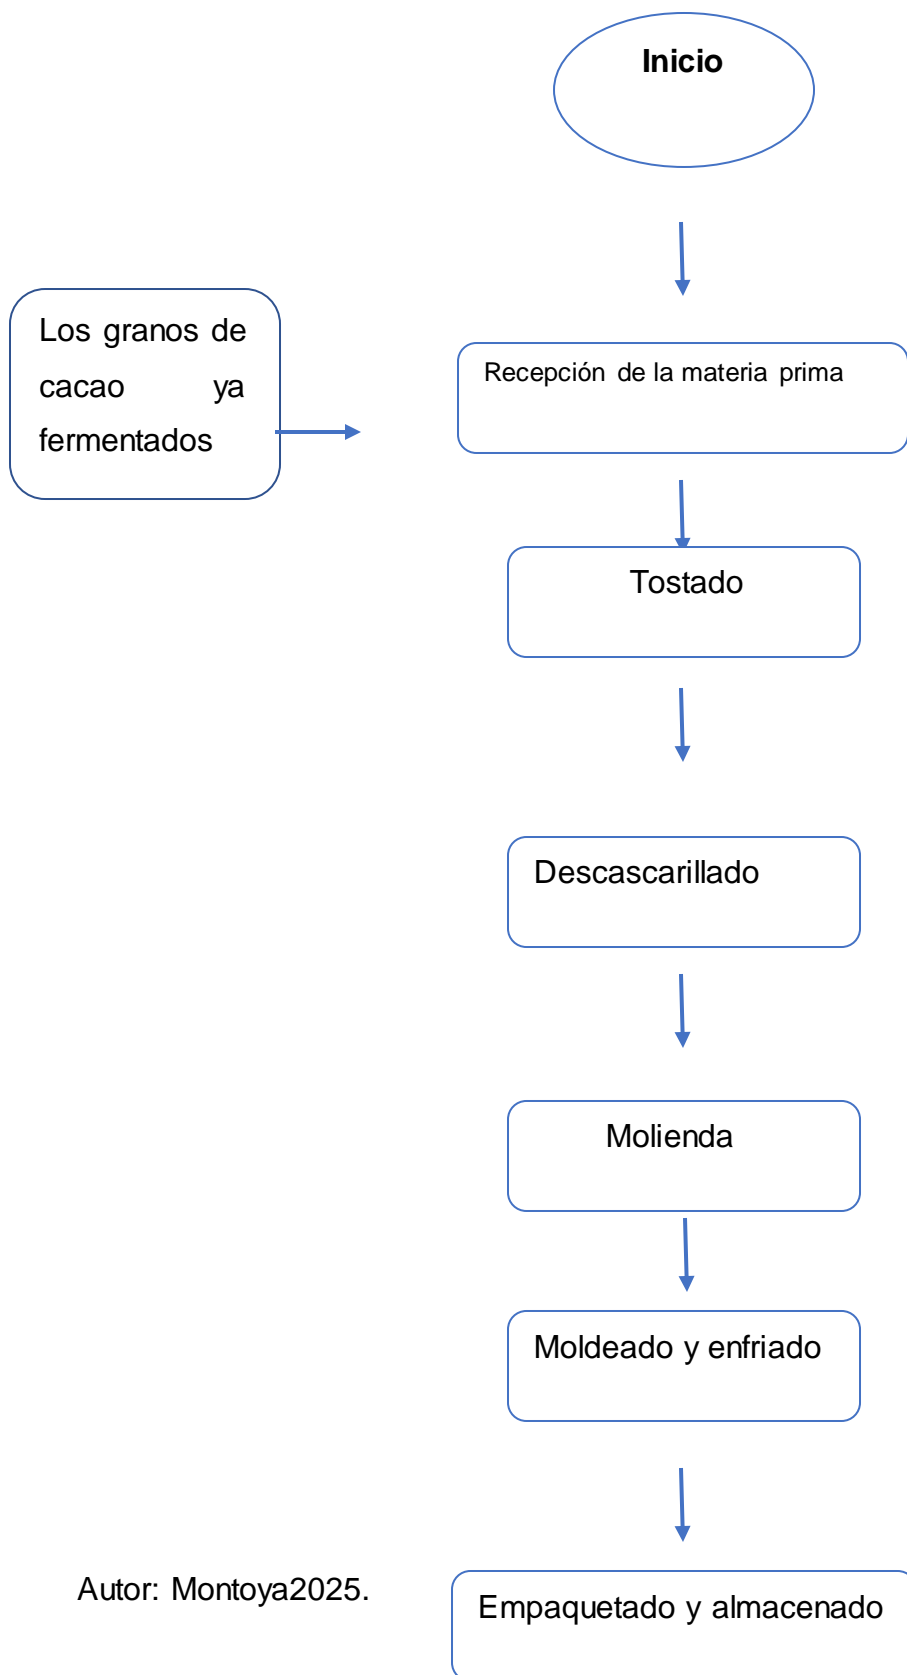 Inicio
Los granos de
cacao ya
fermentados
Recepción de la materia prima
Tostado
Descascarillado
Molienda
Moldeado y enfriado
Autor: Montoya2025.
Empaquetado y almacenado